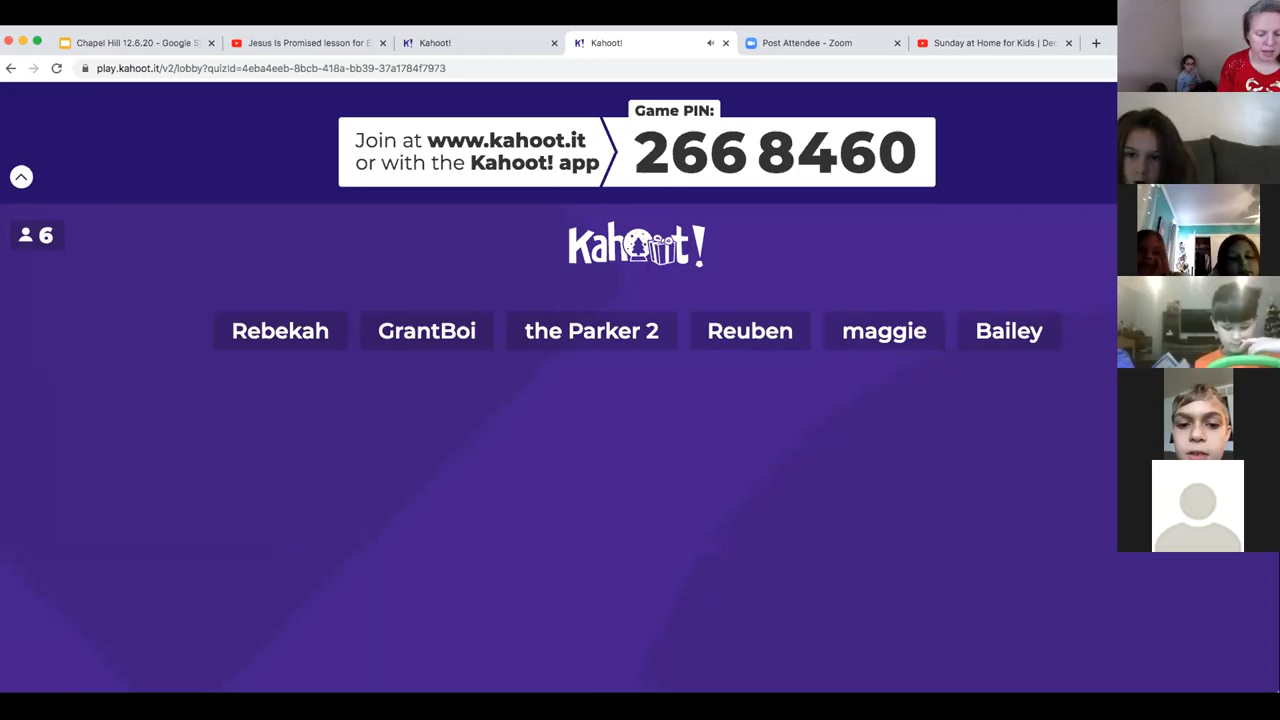 Chapel Hill 12.6.20 - Google S
Jesus Is Promised lesson for E
Kahoot!
Kahoot!
Post Attendee - Zoom
Sunday at Home for Kids | Dec
play.kahoot.it/v2/lobby?quizId=4eba4eeb-8bcb-418a-bb39-37a1784f7973
Game PIN:
Join at www.kahoot.it
or with the Kahoot! app
266 8460
6
Kahoot!
Rebekah GrantBoi the Parker 2 Reuben maggie Bailey